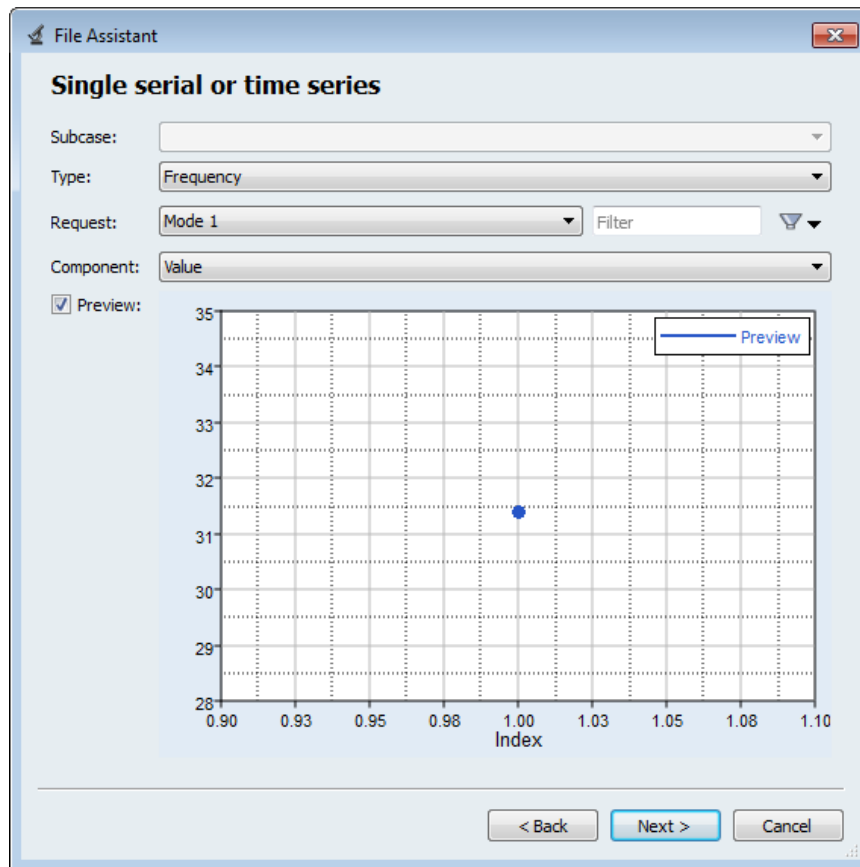 File Assistant
Single serial or time series
Subcase:
Type: Frequency
Request: Mode 1 Filter
Component: Value
Preview:
Preview
35
34
33
32
31
30
29
28
0.90 0.93 0.95 0.98 1.00 1.03 1.05 1.08 1.10
Index
< Back Next > Cancel